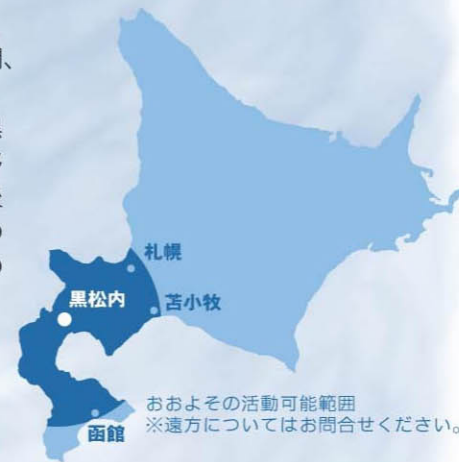 札幌
黒松内
苫小牧
函館
おおよその活動可能範囲
※遠方についてはお問合せください。